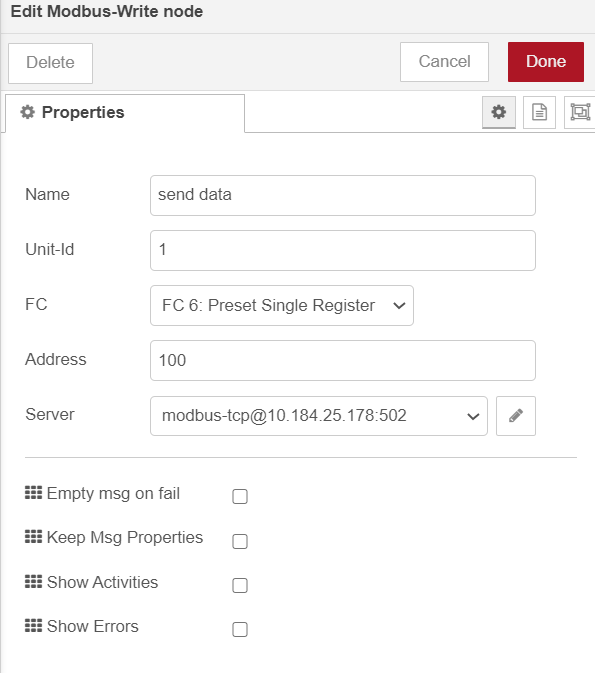 Edit Modbus-Write node
Delete
Cancel
Done
Properties
Name
send data
Unit-Id
1
FC
FC 6: Preset Single Register
Address
100
Server
modbus-tcp@10.184.25.178:502
Empty msg on fail
Keep Msg Properties
Show Activities
Show Errors